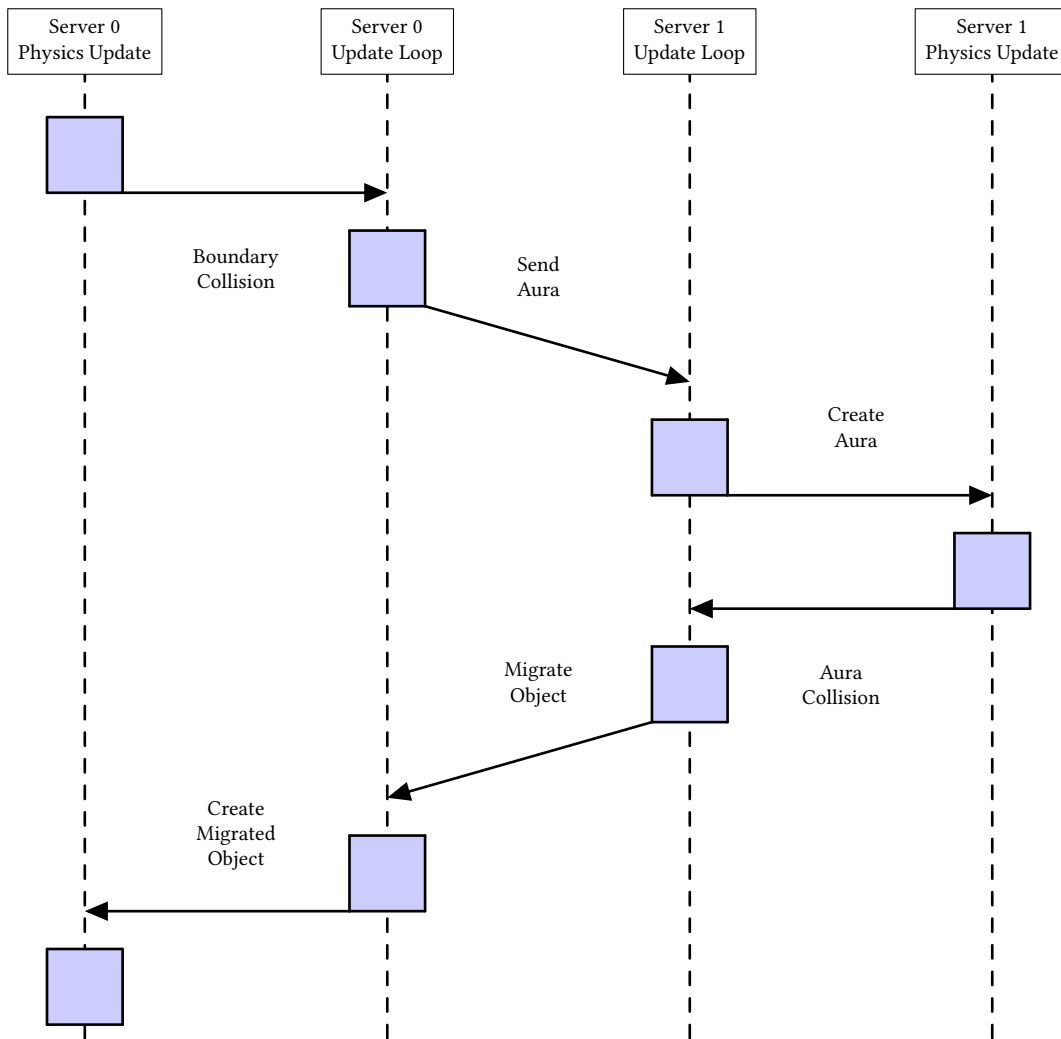 Server 0
Physics Update
Server 0
Update Loop
Server 1
Update Loop
Server 1
Physics Update
Boundary
Collision
Send
Aura
Create
Aura
Migrate
Object
Aura
Collision
Create
Migrated
Object